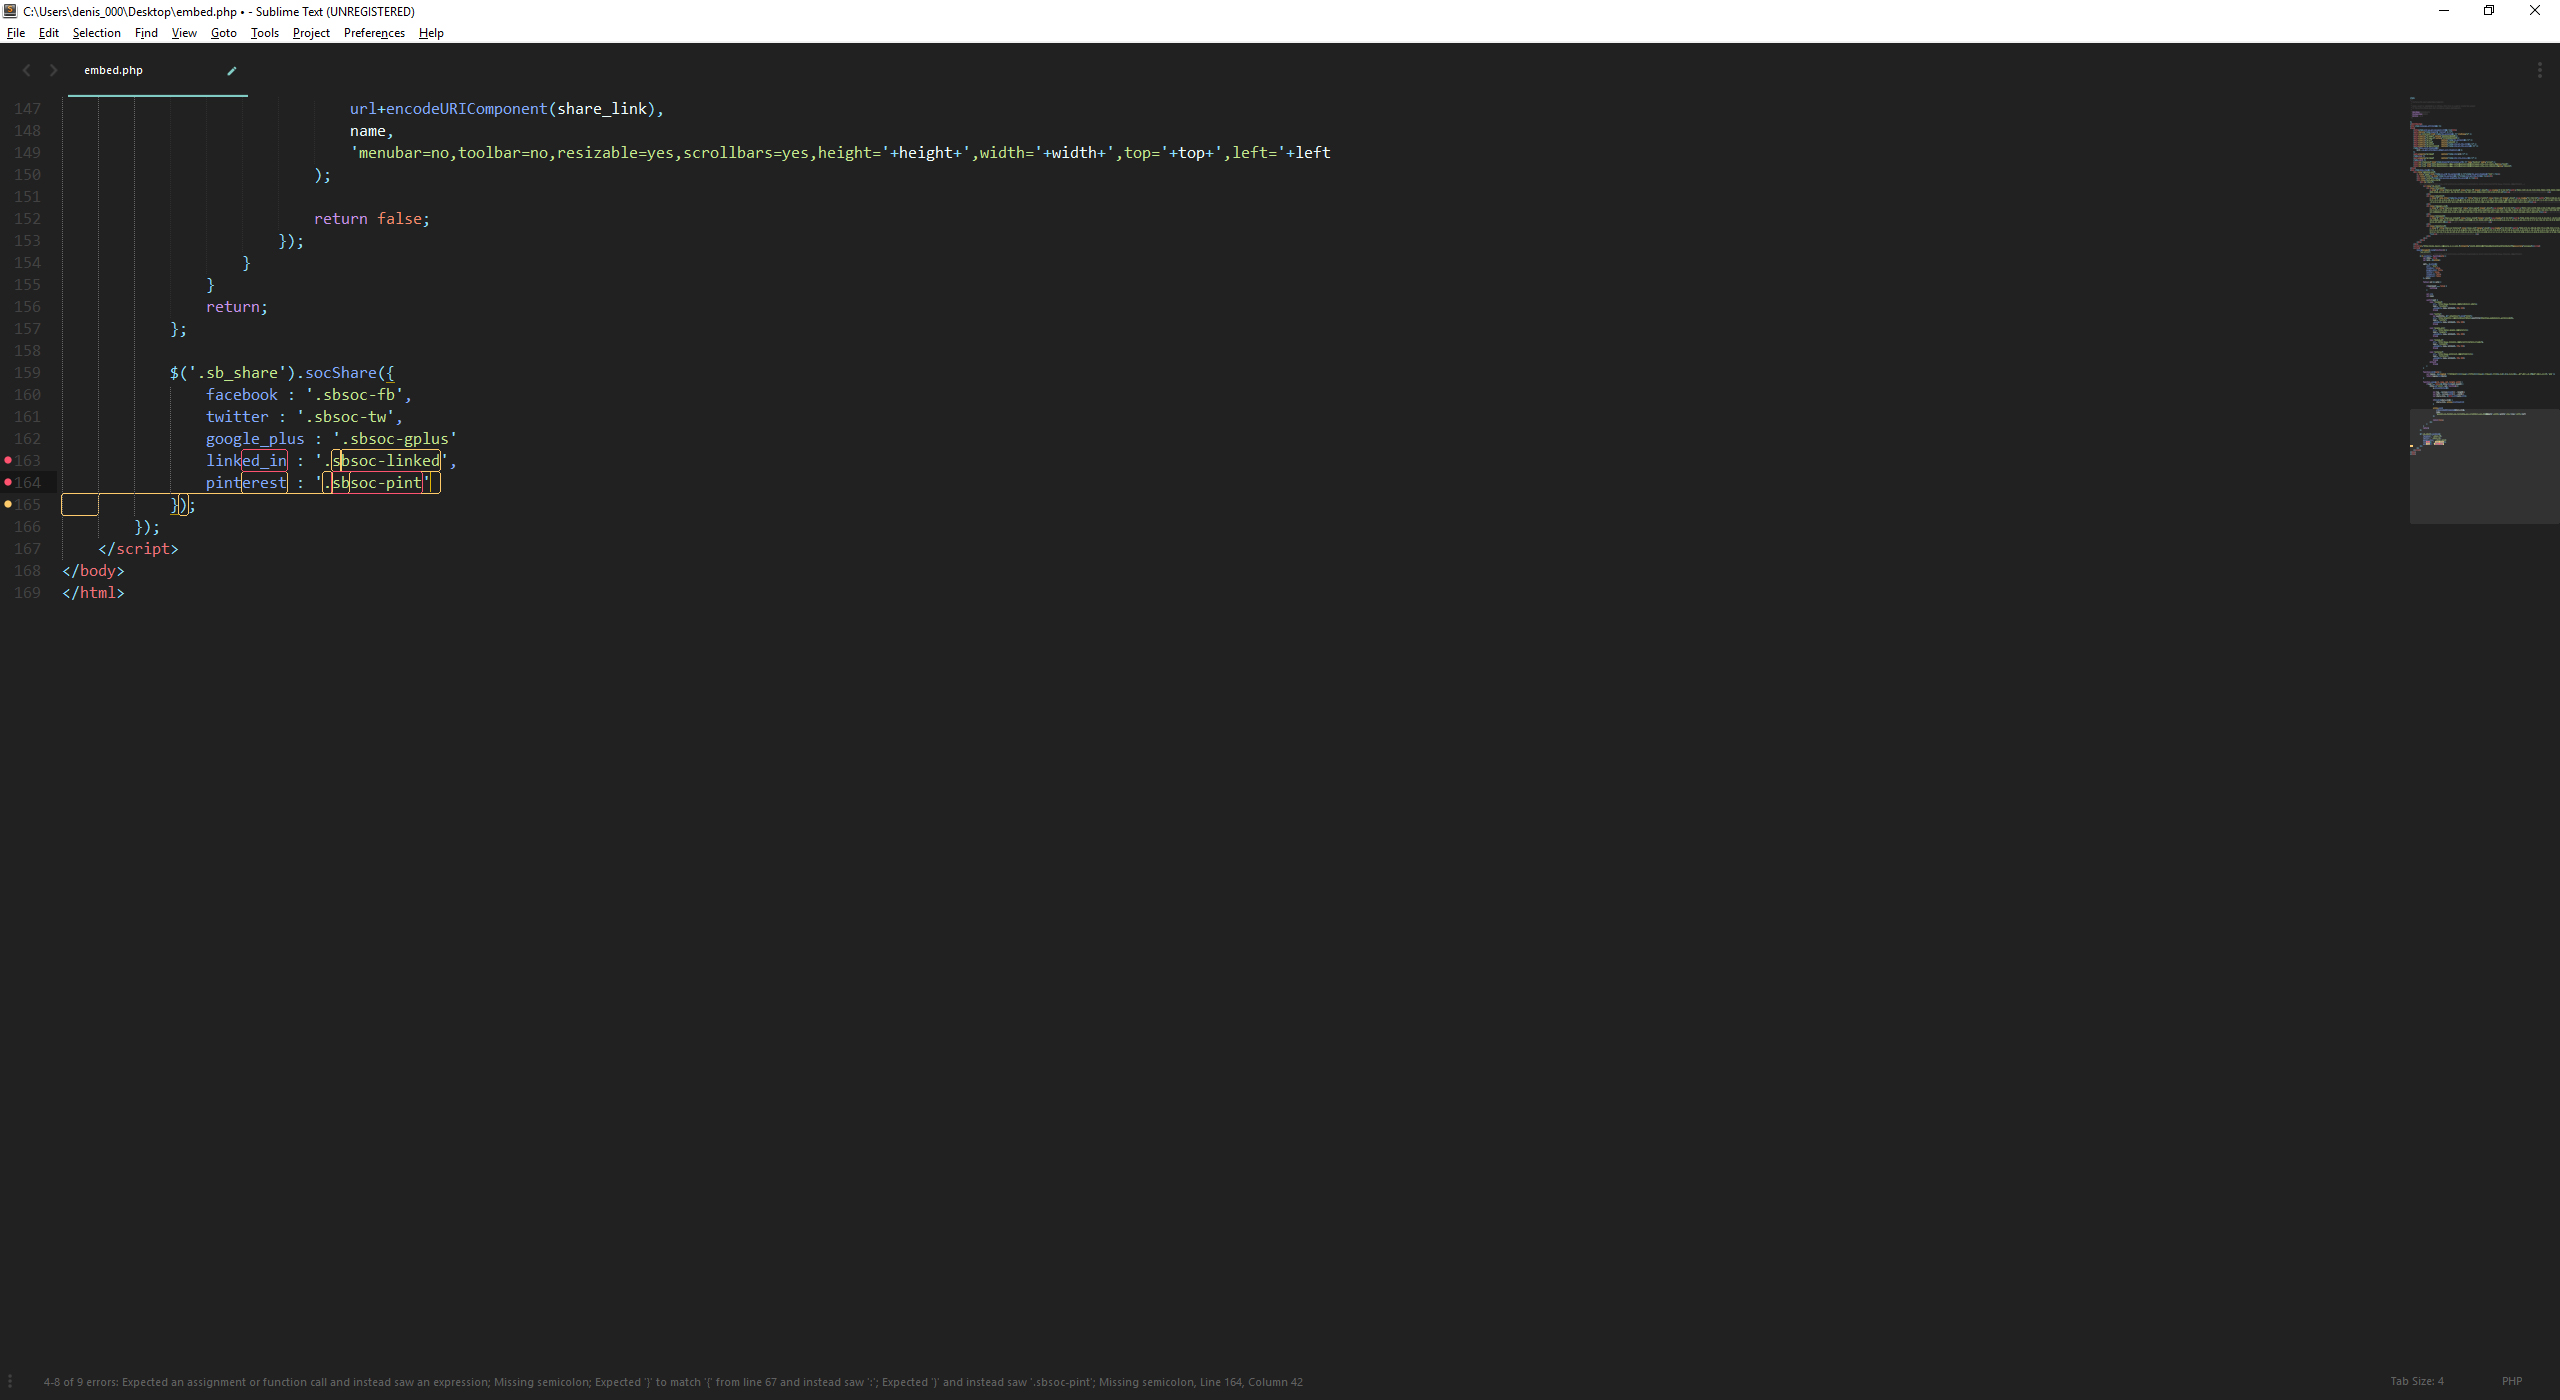 C:\Users\denis_000\Desktop\embed.php • - Sublime Text (UNREGISTERED)
File Edit Selection Find View Goto Tools Project Preferences Help
embed.php
147 url+encodeURIComponent(share_link),
148 name,
149 'menubar=no,toolbar=no,resizable=yes,scrollbars=yes,height='+height+',width='+width+',top='+top+',left='+left
150 );
151
152 return false;
153 });
154 }
155 }
156 return;
157 };
158
159 $('.sb_share').socShare({
160 facebook : '.sbsoc-fb',
161 twitter : '.sbsoc-tw',
162 google_plus : '.sbsoc-gplus'
163 linked_in : '.sbsoc-linked',
164 pinterest : '.sbsoc-pint'
165 });
166 });
167 </script>
168 </body>
169 </html>
4-8 of 9 errors: Expected an assignment or function call and instead saw an expression; Missing semicolon; Expected '}' to match '{' from line 67 and instead saw ':'; Expected '}' and instead saw '.sbsoc-pint'; Missing semicolon, Line 164, Column 42
Tab Size: 4 PHP